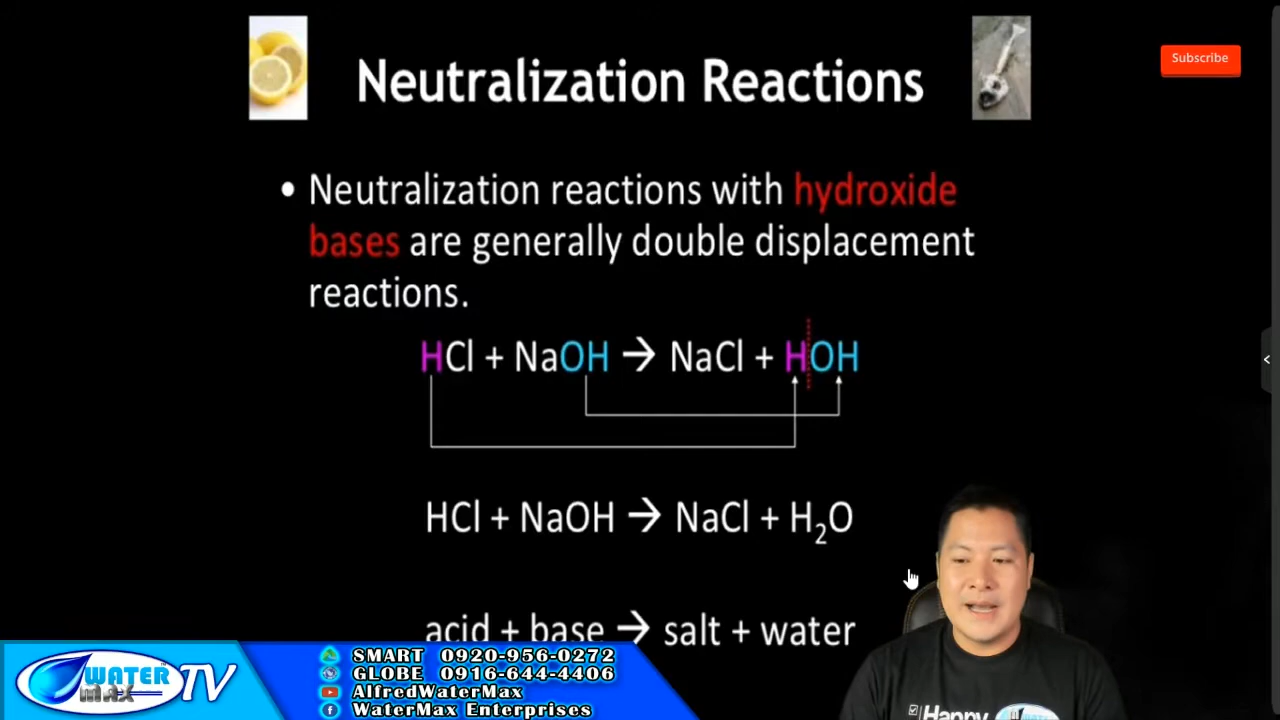 Neutralization Reactions
Subscribe
• Neutralization reactions with hydroxide
bases are generally double displacement
reactions.
HCl + NaOH → NaCl + HOH
HCl + NaOH → NaCl + H₂O
acid + base → salt + water
WATER
MAX
TV
SMART 0920-956-0272
GLOBE 0916-644-4406
AlfredWaterMax
WaterMax Enterprises
Happy